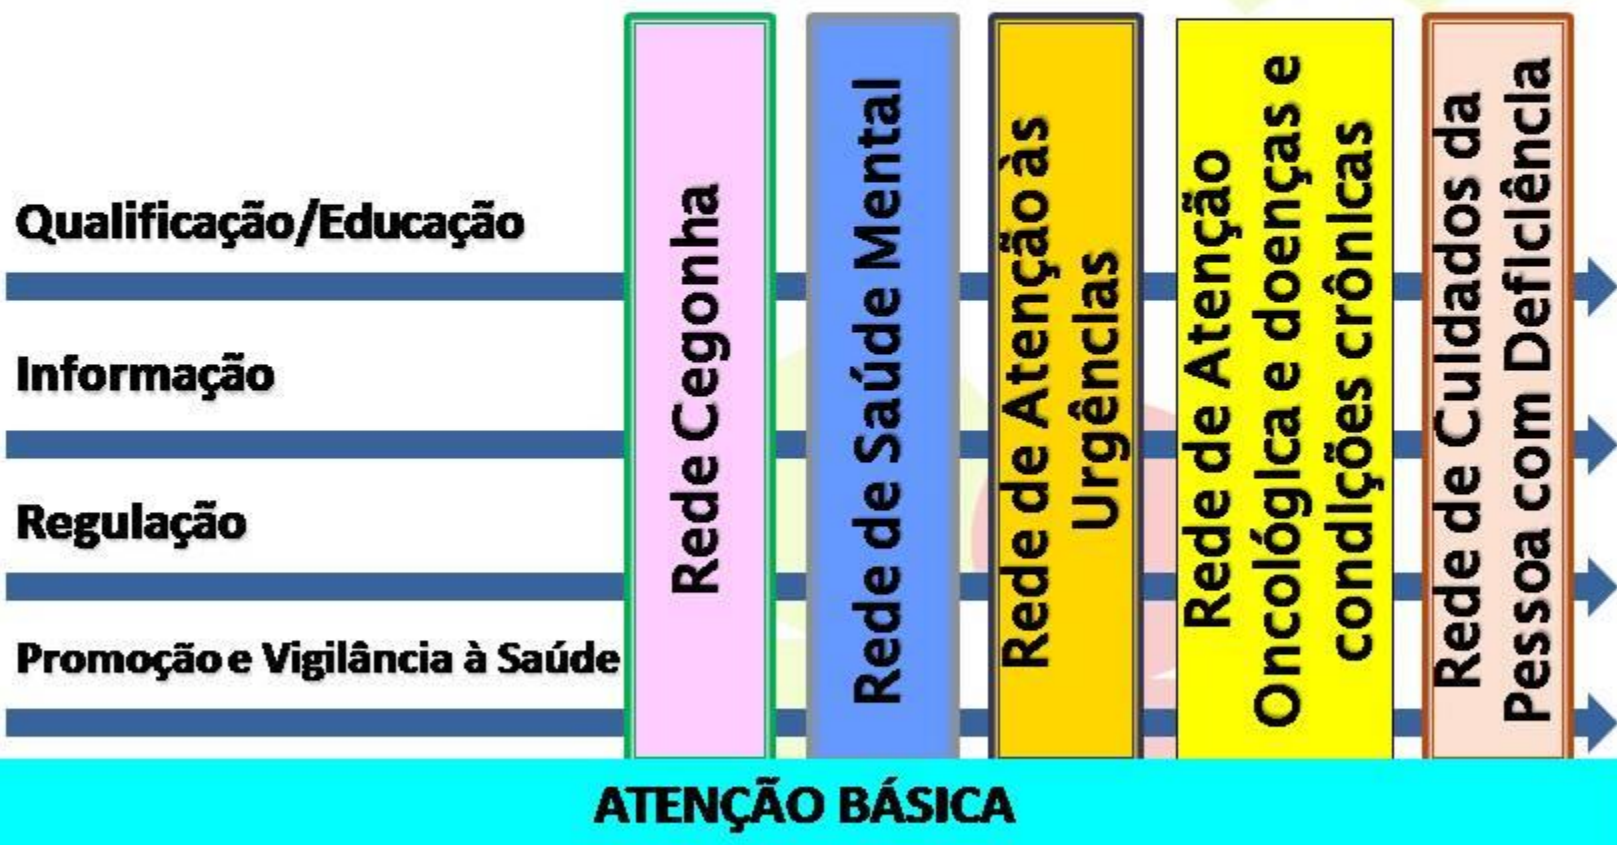 Qualificação/Educação
Informação
Regulação
Promoção e Vigilância à Saúde
Rede Cegonha
Rede de Saúde Mental
Rede de Atenção às
Urgências
Rede de Atenção
Oncológica e doenças e
condições crônicas
Rede de Cuidados da
Pessoa com Deficiência
ATENÇÃO BÁSICA